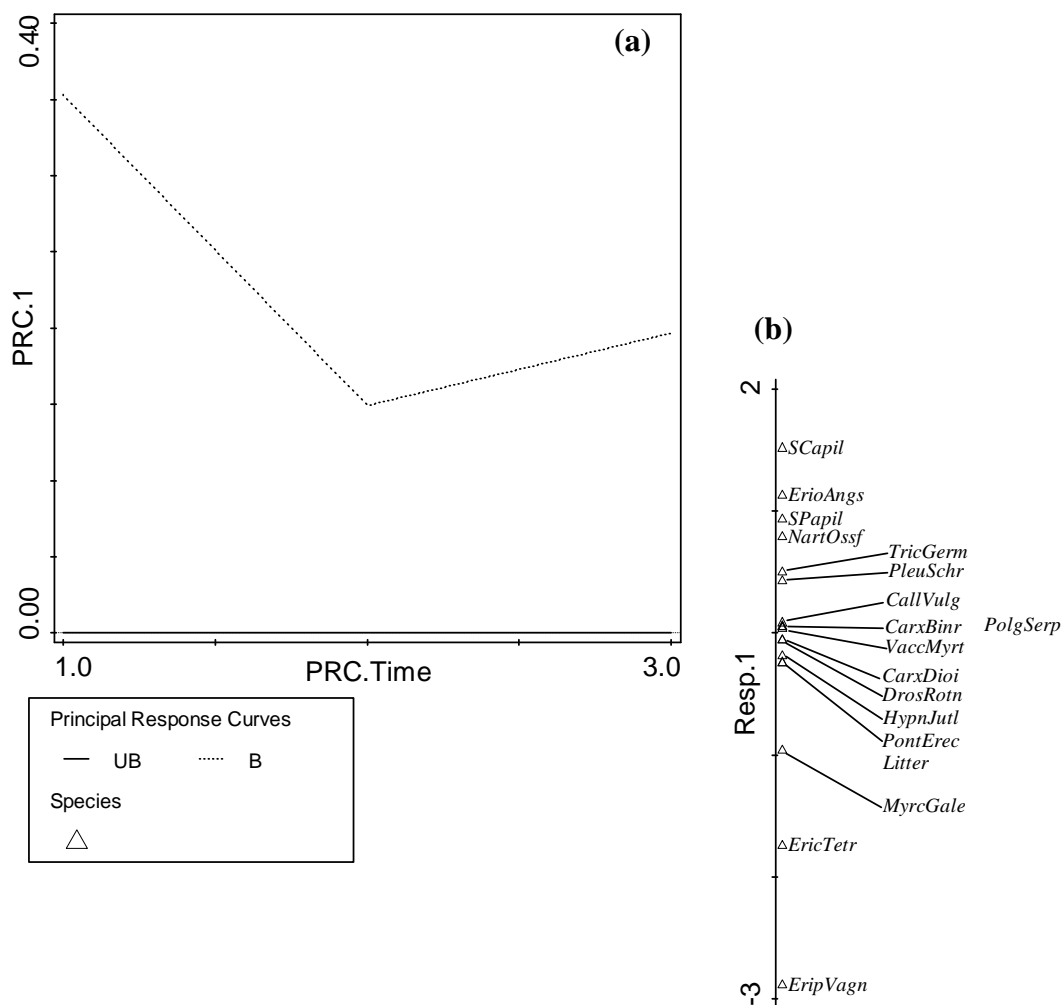 (a)
0.40
PRC.1
0.00
1.0
PRC.Time
3.0
Principal Response Curves
UB B
Species
(b)
2
SCapil
ErioAngs
SPapil
NartOssf
TricGerm
PleuSchr
CallVulg
CarxBinr PolgSerp
VaccMyrt
CarxDioi
DrosRotn
HypnJutl
PontErec
Litter
MyrcGale
EricTetr
EripVagn
Resp.1
-3